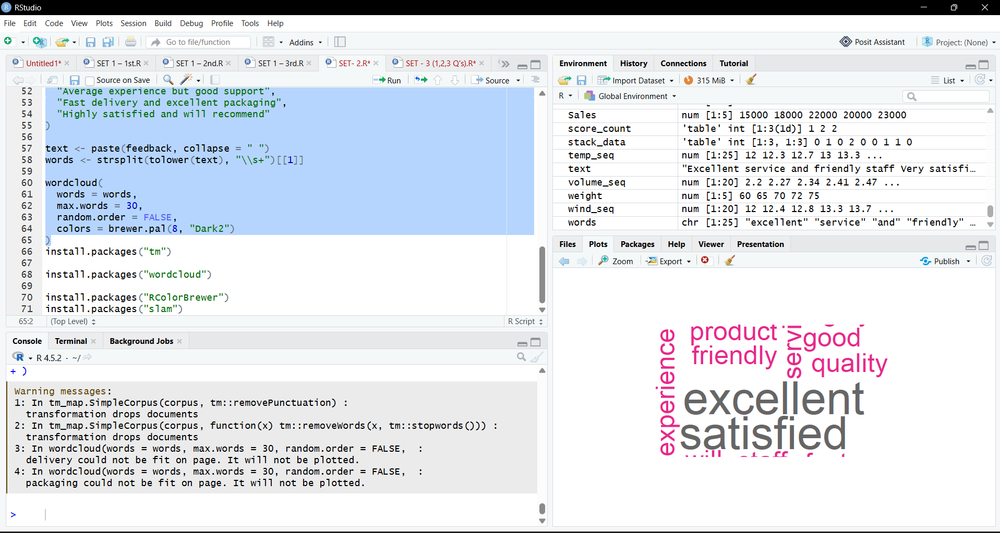 RStudio
File Edit Code View Plots Session Build Debug Profile Tools Help
Go to file/function
Addins
Posit Assistant
Project: (None)
Untitled1*
SET 1 – 1st.R
SET 1 – 2nd.R
SET 1 – 3rd.R
SET- 2.R*
SET - 3 (1,2,3 Q's).R*
Source on Save
Run
Source
52 "Average experience but good support",
53 "Fast delivery and excellent packaging",
54 "Highly satisfied and will recommend"
55 )
56
57 text <- paste(feedback, collapse = " ")
58 words <- strsplit(tolower(text), "\\s+")[[1]]
59
60 wordcloud(
61 words = words,
62 max.words = 30,
63 random.order = FALSE,
64 colors = brewer.pal(8, "Dark2")
65 )
66 install.packages("tm")
67
68 install.packages("wordcloud")
69
70 install.packages("RColorBrewer")
71 install.packages("slam")
65:2 (Top Level) R Script
Console Terminal Background Jobs
R 4.5.2 · ~/
+ )
Warning messages:
1: In tm_map.SimpleCorpus(corpus, tm::removePunctuation) :
transformation drops documents
2: In tm_map.SimpleCorpus(corpus, function(x) tm::removeWords(x, tm::stopwords())) :
transformation drops documents
3: In wordcloud(words = words, max.words = 30, random.order = FALSE, :
delivery could not be fit on page. It will not be plotted.
4: In wordcloud(words = words, max.words = 30, random.order = FALSE, :
packaging could not be fit on page. It will not be plotted.
>
Environment History Connections Tutorial
Import Dataset
315 MiB
List
R
Global Environment
Sales num [1:5] 15000 18000 22000 20000 23000
score_count 'table' int [1:3(1d)] 1 2 2
stack_data 'table' int [1:3, 1:3] 0 1 0 2 0 0 1 1 0
temp_seq num [1:25] 12 12.3 12.7 13 13.3 ...
text "Excellent service and friendly staff Very satisfi…
volume_seq num [1:20] 2.2 2.27 2.34 2.41 2.47 ...
weight num [1:5] 60 65 70 72 75
wind_seq num [1:20] 12 12.4 12.8 13.3 13.7 ...
words chr [1:25] "excellent" "service" "and" "friendly" …
Files Plots Packages Help Viewer Presentation
Zoom
Export
Publish
product
good
friendly
servi
quality
experience
excellent
satisfied
will staff